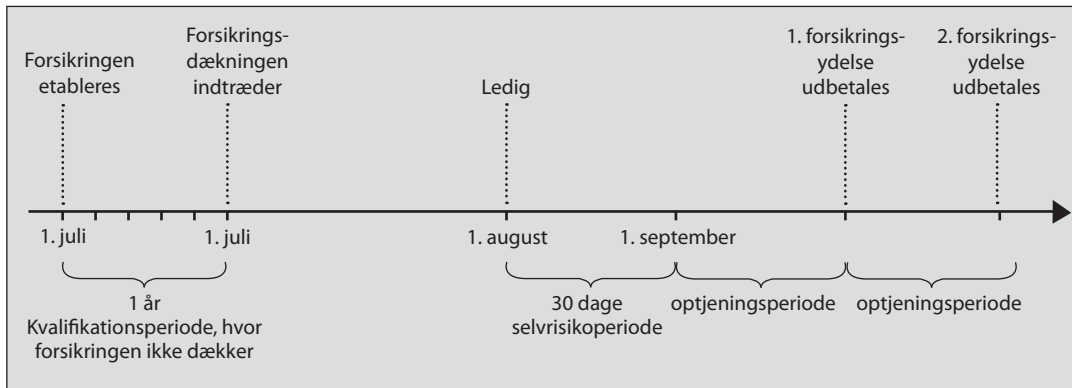 Forsikringen
etableres
Forsikrings-
dækningen
indtræder
Ledig
1. forsikrings-
ydelse
udbetales
2. forsikrings-
ydelse
udbetales
1. juli
1. juli
1. august
1. september
1 år
Kvalifikationsperiode, hvor
forsikringen ikke dækker
30 dage
selvrisikoperiode
optjeningsperiode
optjeningsperiode